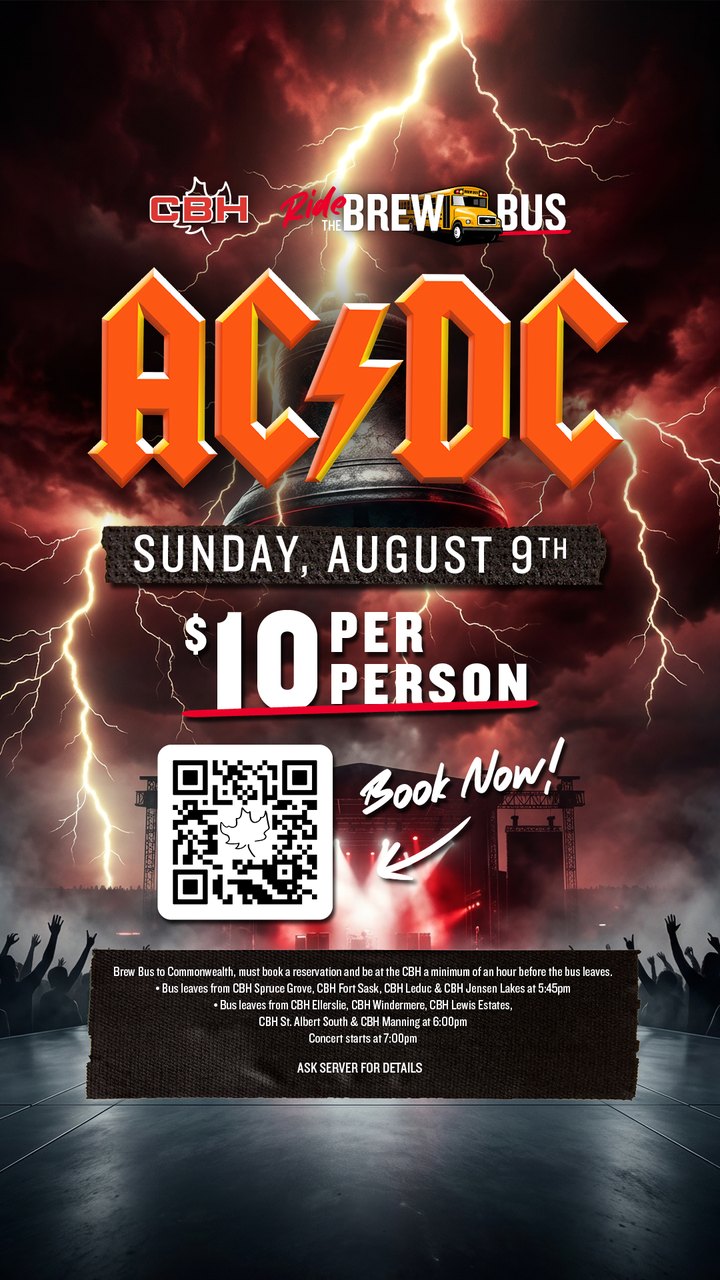 CBH
Ride THE BREW BUS
AC DC
SUNDAY, AUGUST 9TH
$10 PER PERSON
Book Now!
Brew Bus to Commonwealth, must book a reservation and be at the CBH a minimum of an hour before the bus leaves.
• Bus leaves from CBH Spruce Grove, CBH Fort Sask, CBH Leduc & CBH Jensen Lakes at 5:45pm
• Bus leaves from CBH Ellerslie, CBH Windermere, CBH Lewis Estates,
CBH St. Albert South & CBH Manning at 6:00pm
Concert starts at 7:00pm
ASK SERVER FOR DETAILS